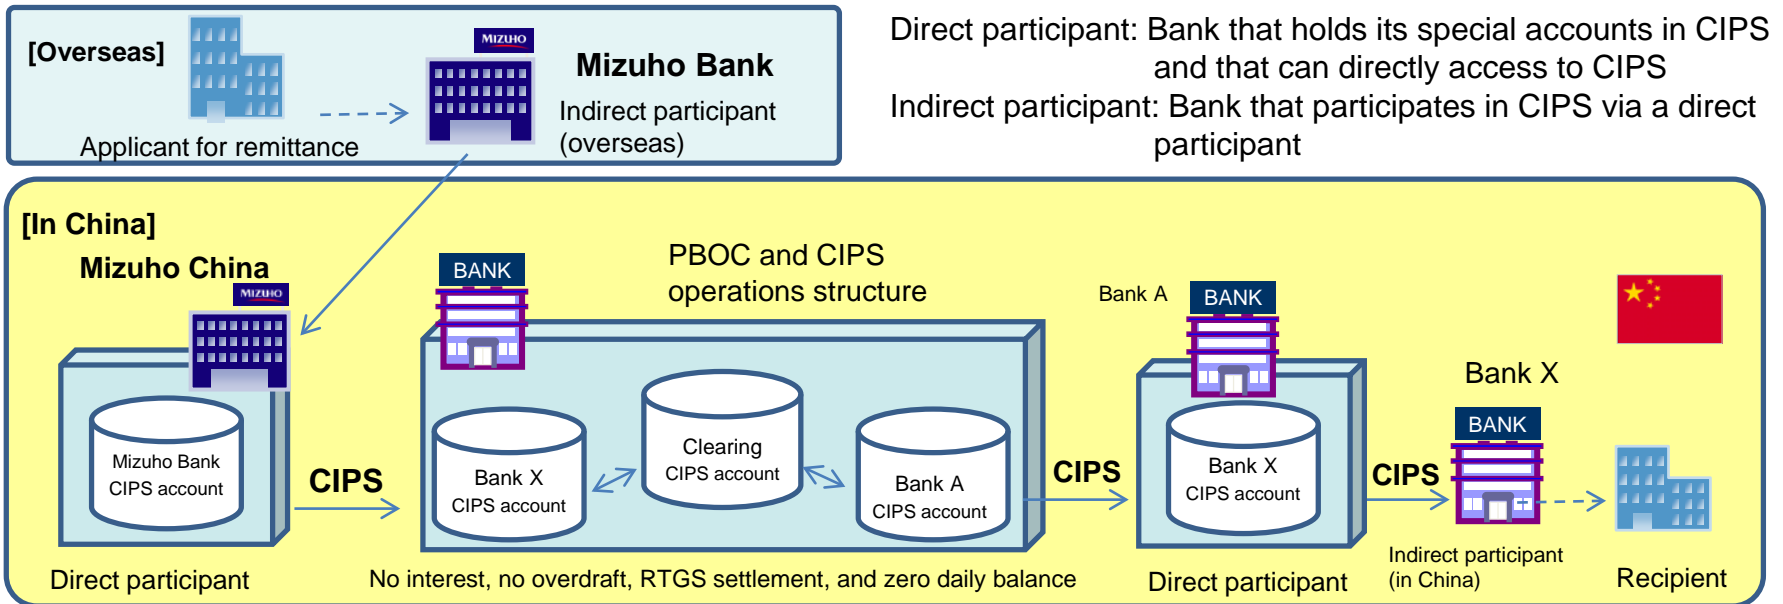 [Overseas]
MIZUHO
Mizuho Bank
Indirect participant
(overseas)
Applicant for remittance
Direct participant: Bank that holds its special accounts in CIPS
and that can directly access to CIPS
Indirect participant: Bank that participates in CIPS via a direct
participant
[In China]
Mizuho China
MIZUHO
Mizuho Bank
CIPS account
Direct participant
CIPS
BANK
PBOC and CIPS
operations structure
Bank X
CIPS account
Clearing
CIPS account
Bank A
CIPS account
No interest, no overdraft, RTGS settlement, and zero daily balance
CIPS
Bank A
BANK
Bank X
CIPS account
Direct participant
CIPS
Bank X
BANK
Indirect participant
(in China)
Recipient